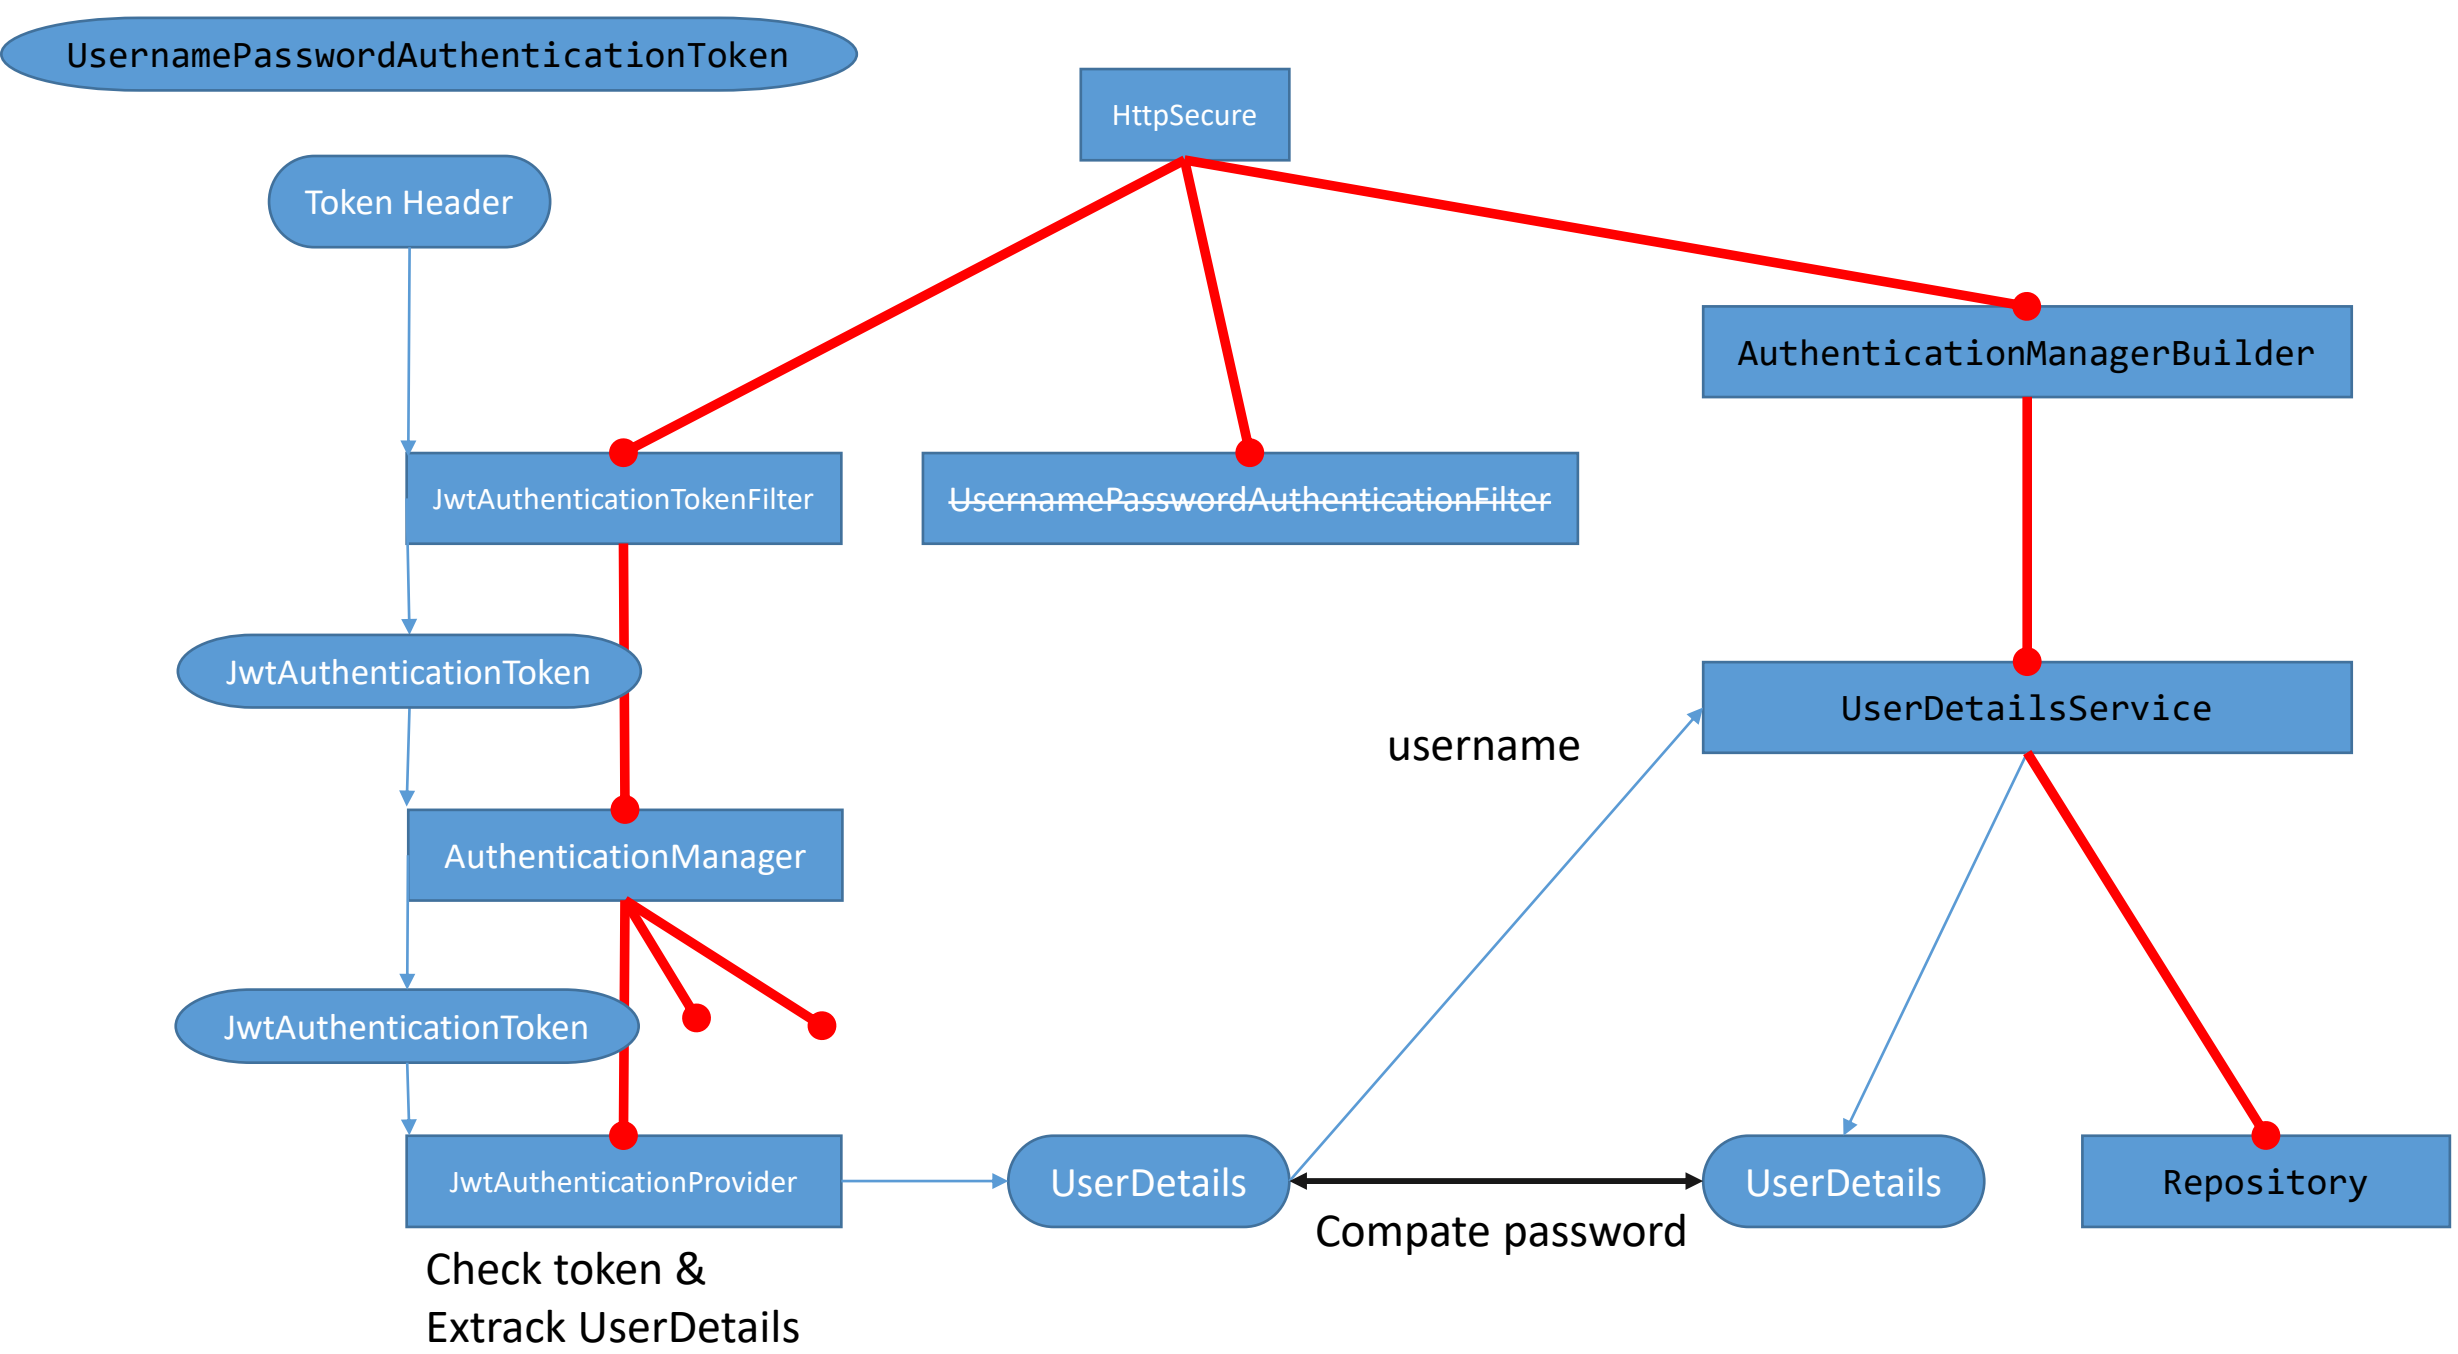 UsernamePasswordAuthenticationToken
HttpSecure
Token Header
AuthenticationManagerBuilder
JwtAuthenticationTokenFilter
UsernamePasswordAuthenticationFilter
JwtAuthenticationToken
UserDetailsService
username
AuthenticationManager
JwtAuthenticationToken
JwtAuthenticationProvider
UserDetails
UserDetails
Repository
Compate password
Check token &
Extrack UserDetails